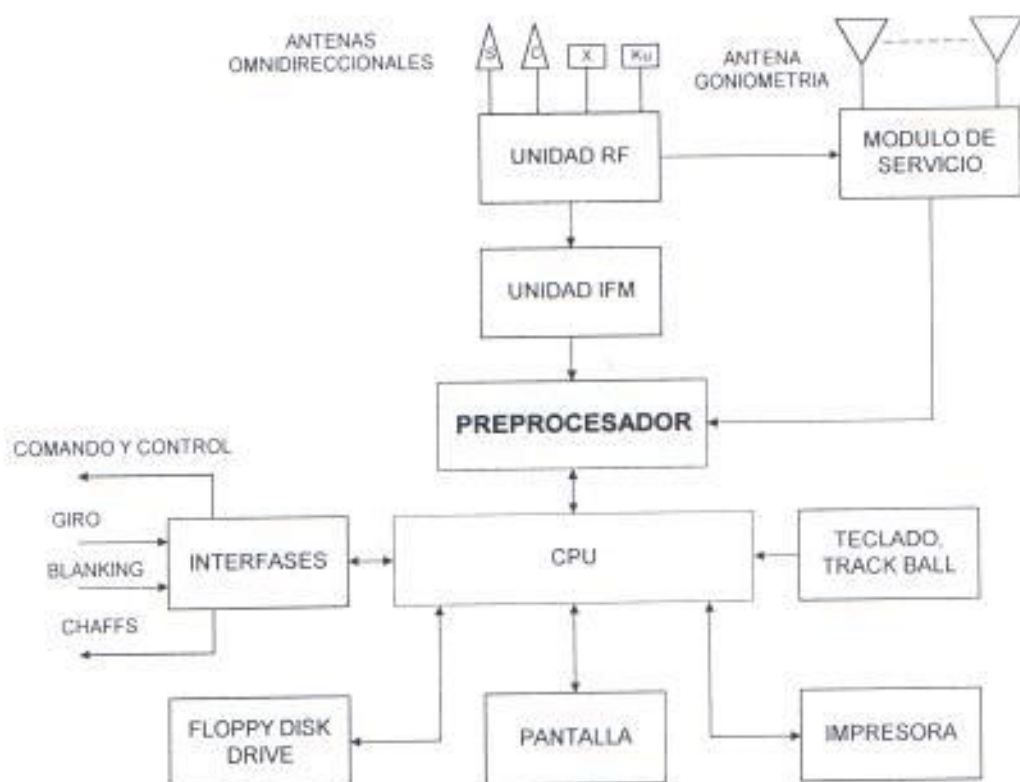 ANTENAS
OMNIDIRECCIONALES
S
C
X
Ku
ANTENA
GONIOMETRIA
UNIDAD RF
MODULO DE
SERVICIO
UNIDAD IFM
PREPROCESADOR
COMANDO Y CONTROL
GIRO
BLANKING
CHAFFS
INTERFASES
CPU
TECLADO,
TRACK BALL
FLOPPY DISK
DRIVE
PANTALLA
IMPRESORA